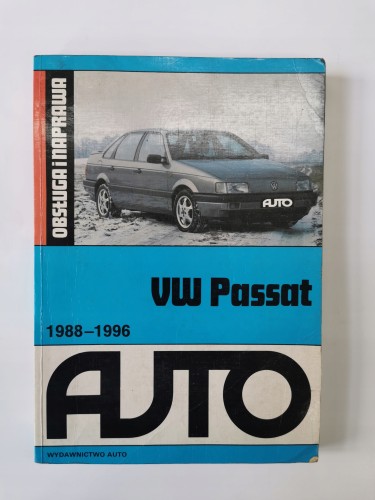 OBSŁUGA i NAPRAWA
AUTO
VW Passat
1988–1996
AUTO
WYDAWNICTWO AUTO